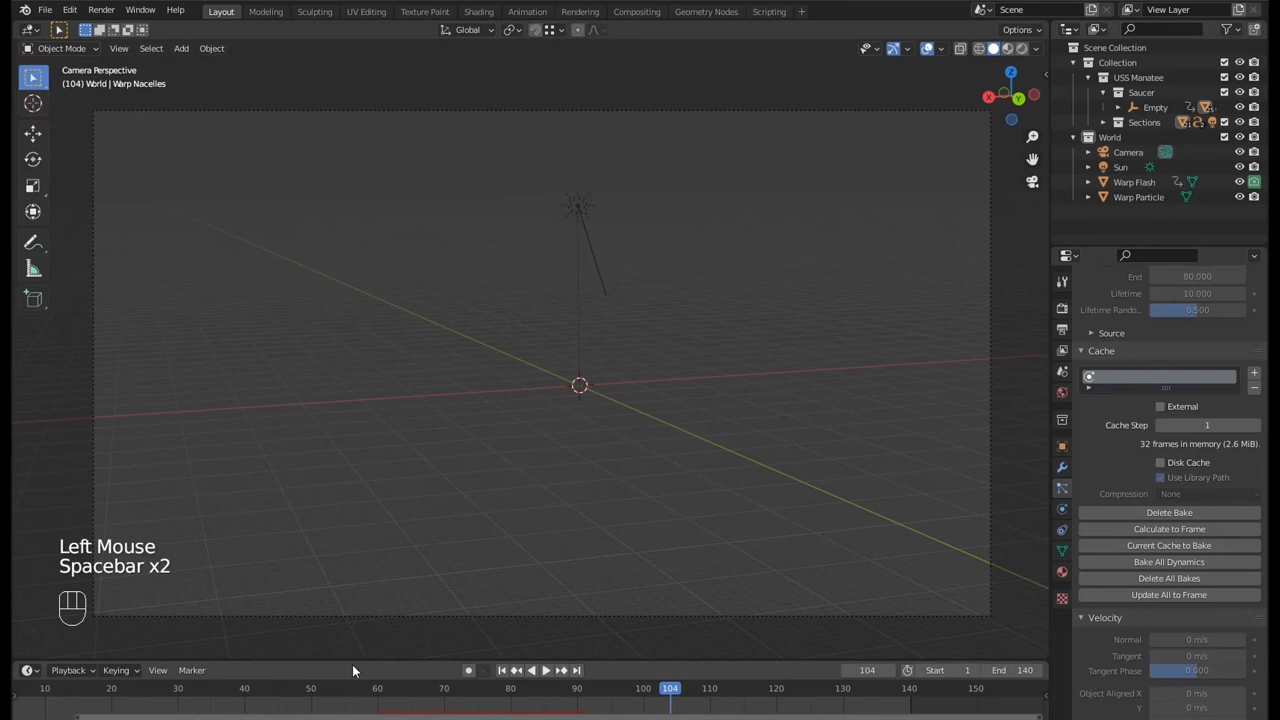 File Edit Render Window Help Layout Modeling Sculpting UV Editing Texture Paint Shading Animation Rendering Compositing Geometry Nodes Scripting Scene View Layer
Global Options
Object Mode View Select Add Object
Camera Perspective
(104) World | Warp Nacelles
Z
X
Y
Left Mouse
Spacebar x2
Scene Collection
Collection
USS Manatee
Saucer
Empty
Sections
World
Camera
Sun
Warp Flash
Warp Particle
End 80.000
Lifetime 10.000
Lifetime Rando... 0.500
Source
Cache
External
Cache Step 1
32 frames in memory (2.6 MiB).
Disk Cache
Use Library Path
Compression None
Delete Bake
Calculate to Frame
Current Cache to Bake
Bake All Dynamics
Delete All Bakes
Update All to Frame
Velocity
Normal 0 m/s
Tangent 0 m/s
Tangent Phase 0.000
Object Aligned X 0 m/s
Y 0 m/s
Playback Keying View Marker 104 Start 1 End 140
10 20 30 40 50 60 70 80 90 100 104 110 120 130 140 150